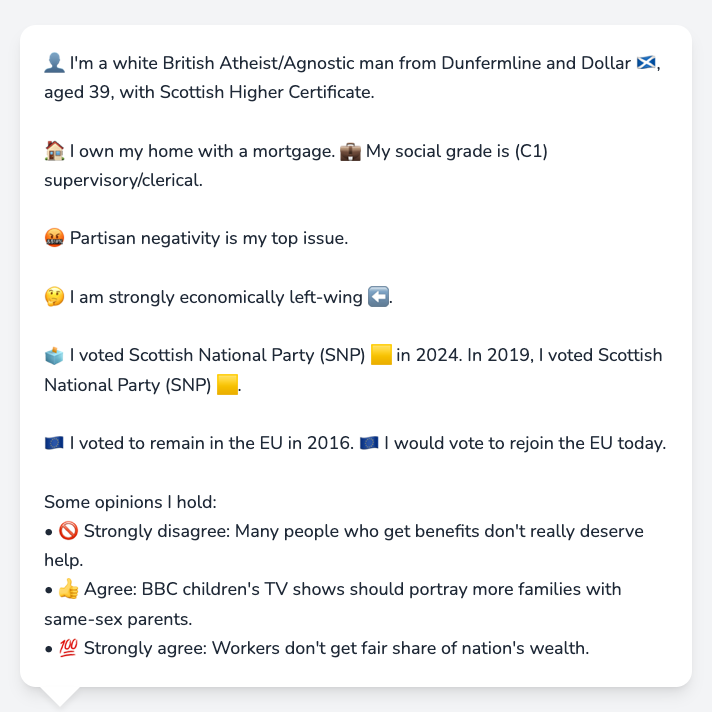 👤 I'm a white British Atheist/Agnostic man from Dunfermline and Dollar 🏴󠁧󠁢󠁳󠁣󠁴󠁿,
aged 39, with Scottish Higher Certificate.
🏠 I own my home with a mortgage. 💼 My social grade is (C1)
supervisory/clerical.
🤬 Partisan negativity is my top issue.
🤔 I am strongly economically left-wing ⬅️.
🗳️ I voted Scottish National Party (SNP) 🟨 in 2024. In 2019, I voted Scottish
National Party (SNP) 🟨.
🇪🇺 I voted to remain in the EU in 2016. 🇪🇺 I would vote to rejoin the EU today.
Some opinions I hold:
• 🚫 Strongly disagree: Many people who get benefits don't really deserve
help.
• 👍 Agree: BBC children's TV shows should portray more families with
same-sex parents.
• 💯 Strongly agree: Workers don't get fair share of nation's wealth.